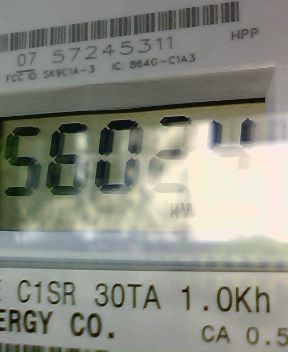 07 57245311
HPP
FCC ID: SK9C1A-3 IC: 864G-C1A3
56024
KW
C1SR 30TA 1.0Kh
ERGY CO.
CA 0.5